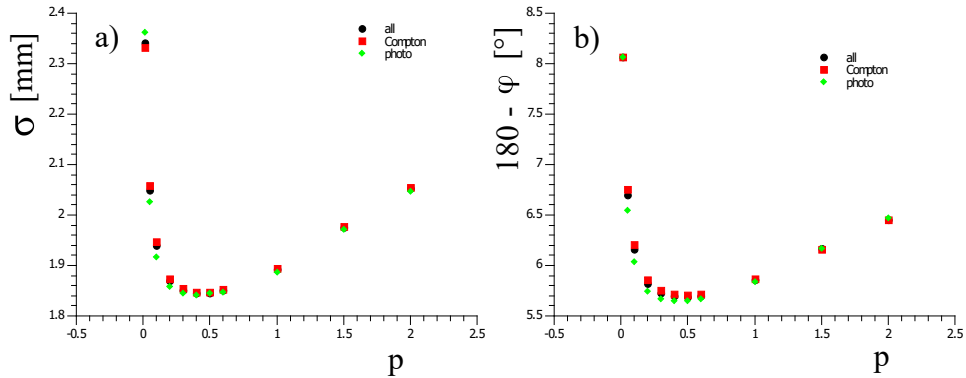 a)
all
Compton
photo
σ [mm]
2.4
2.3
2.2
2.1
2
1.9
1.8
-0.5 0 0.5 1 1.5 2 2.5
p
b)
all
Compton
photo
180 - φ [°]
8.5
8
7.5
7
6.5
6
5.5
-0.5 0 0.5 1 1.5 2 2.5
p